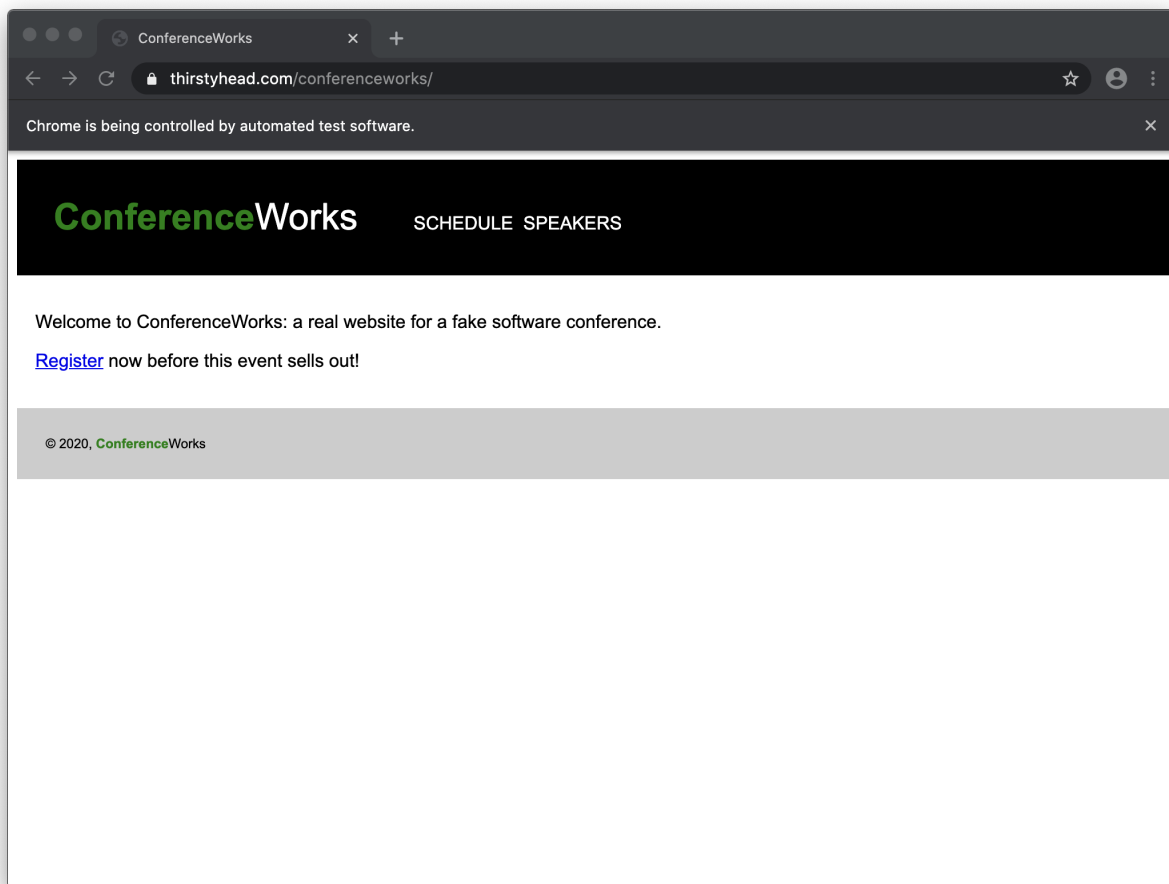 ConferenceWorks
thirstyhead.com/conferenceworks/
Chrome is being controlled by automated test software.
ConferenceWorks SCHEDULE SPEAKERS
Welcome to ConferenceWorks: a real website for a fake software conference.
Register now before this event sells out!
© 2020, ConferenceWorks